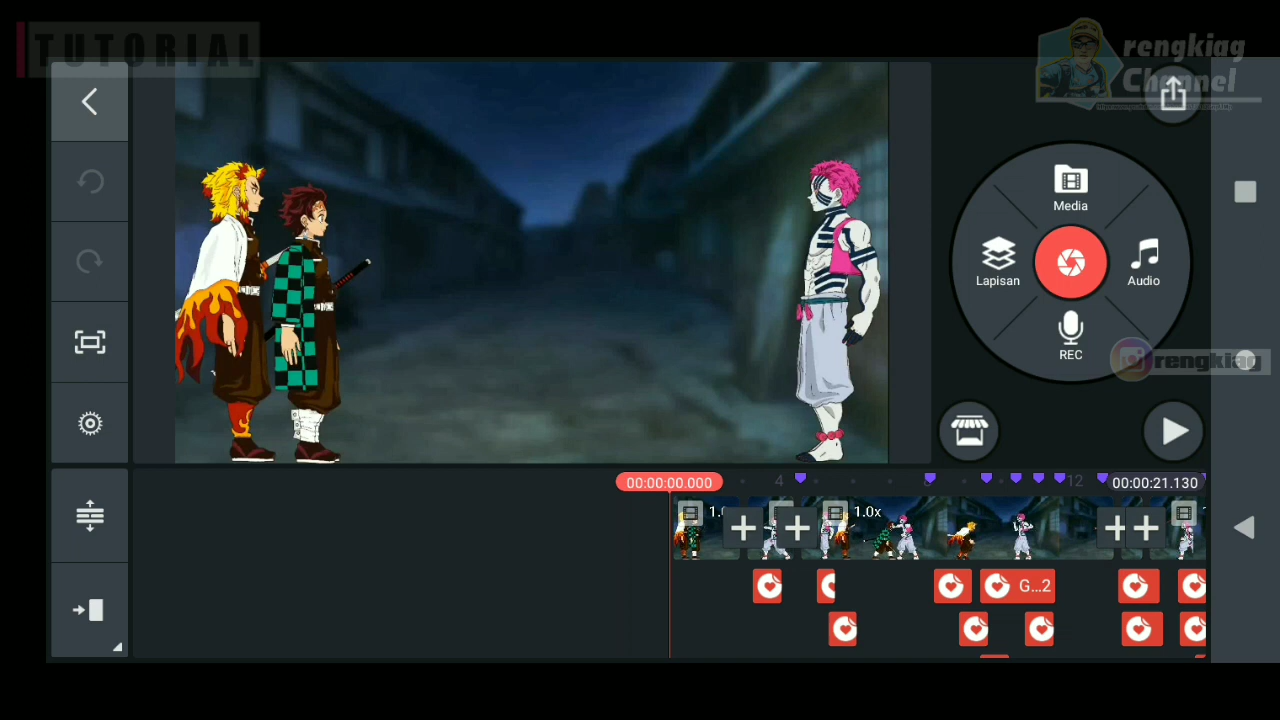 TUTORIAL
rengkiag
Channel
Media
Lapisan
Audio
REC
rengkiag
00:00:00.000
4
12
00:00:21.130
1.0x
G...2